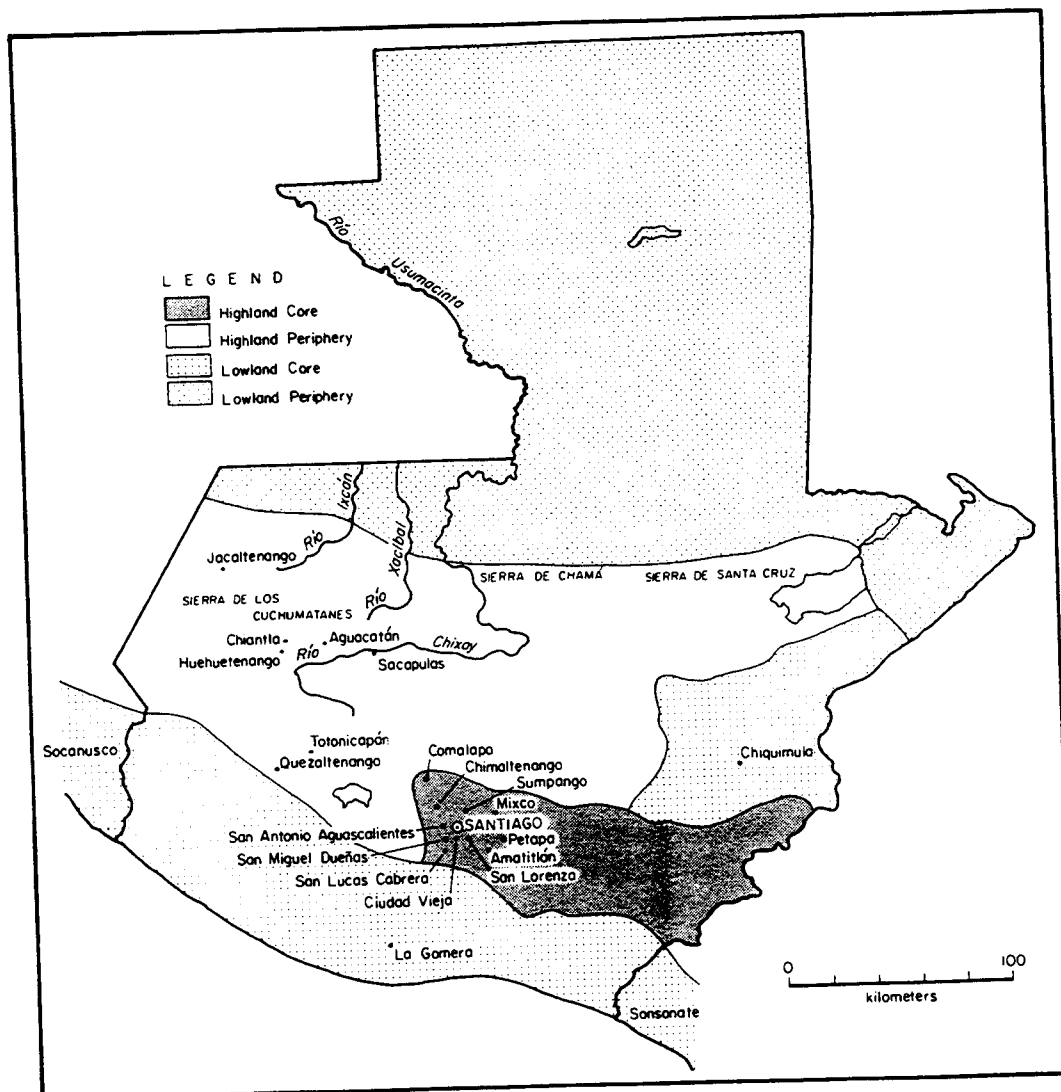 Río
Usumacinta
LEGEND
Highland Core
Highland Periphery
Lowland Core
Lowland Periphery
Río Ixcán
Río Xacibal
Jacaltenango
SIERRA DE CHAMÁ
SIERRA DE SANTA CRUZ
SIERRA DE LOS
CUCHUMATANES
Chiantla
Aguacatán
Río Chixoy
Huehuetenango
Sacapulas
Socanusco
Totonicapán
Quezaltenango
Comalapa
Chimaltenango
Sumpango
Mixco
Chiquimula
San Antonio Aguascalientes
SANTIAGO
Petapa
San Miguel Dueñas
Amatitlán
San Lucas Cabrera
San Lorenza
Ciudad Vieja
La Gomera
0 100
kilometers
Sonsonate